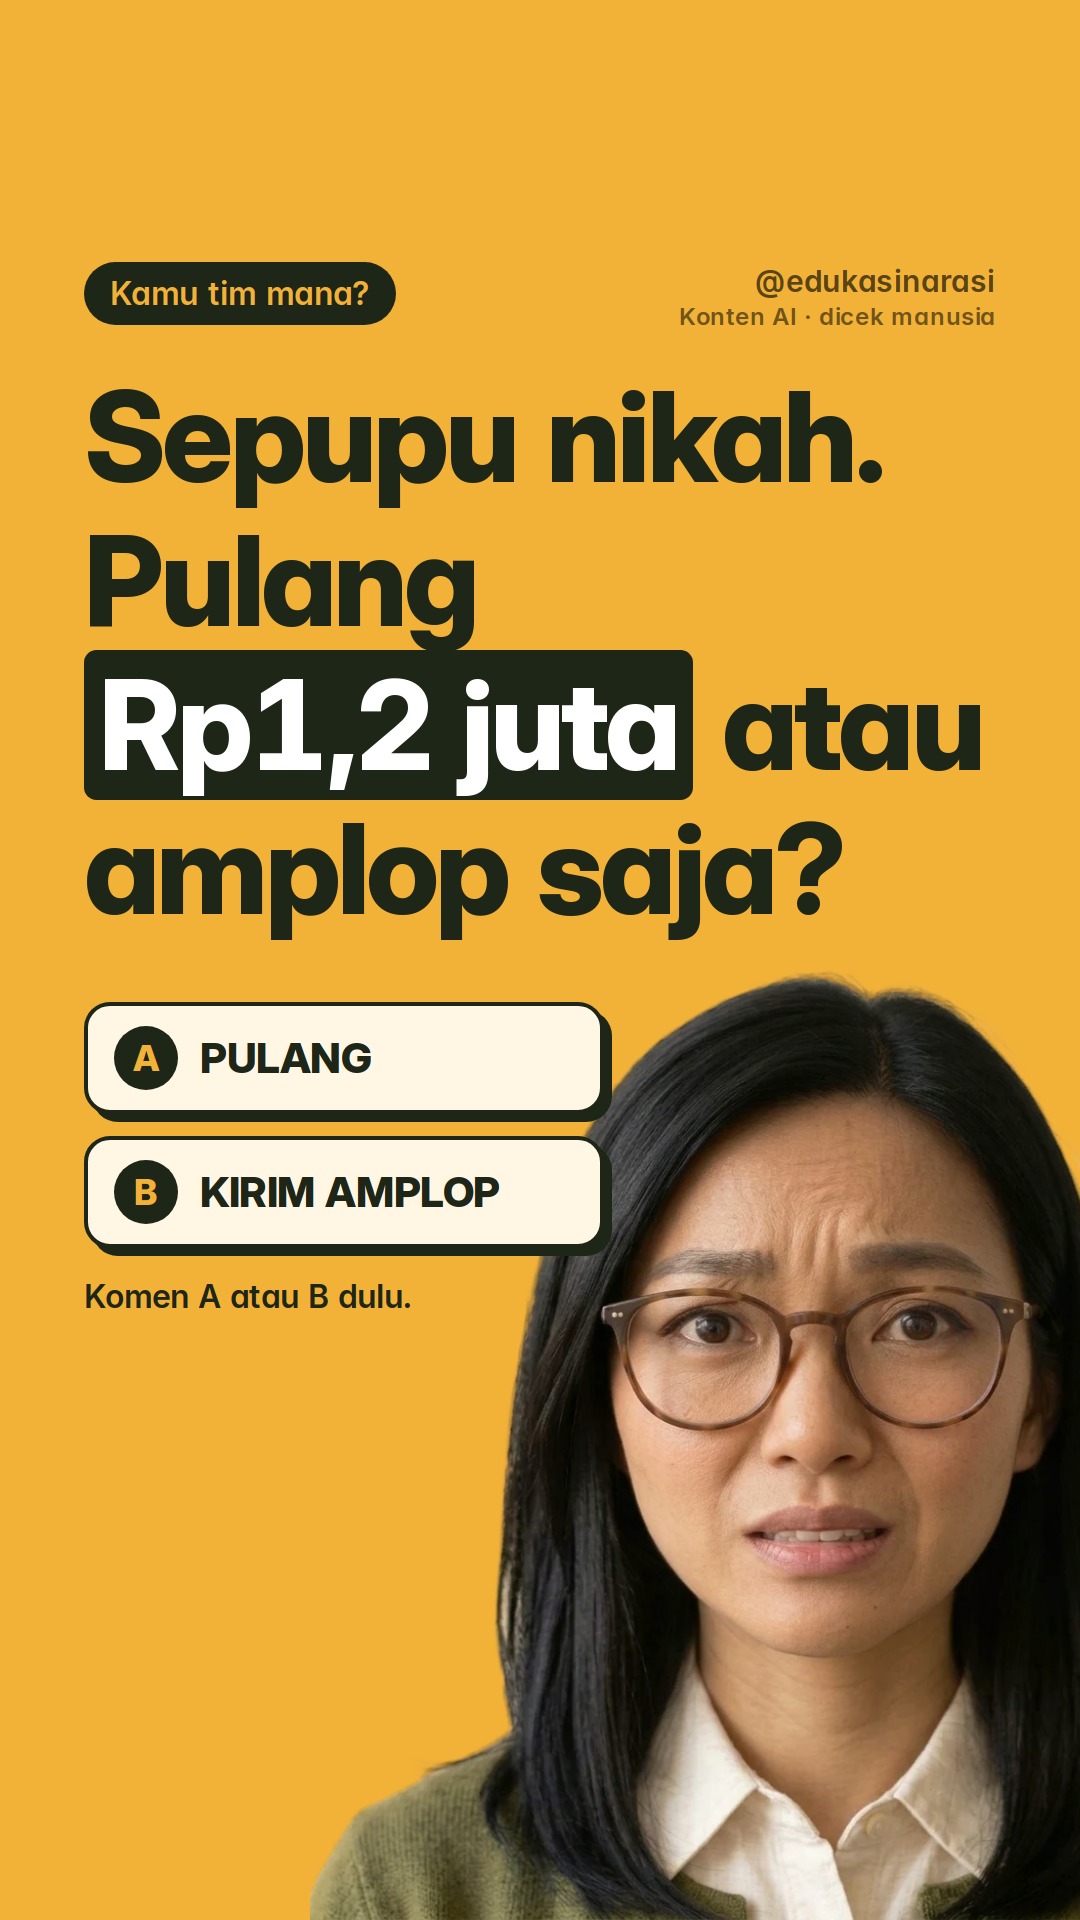 Kamu tim mana?
@edukasinarasi
Konten AI · dicek manusia
Sepupu nikah.
Pulang
Rp1,2 juta atau
amplop saja?
A PULANG
B KIRIM AMPLOP
Komen A atau B dulu.